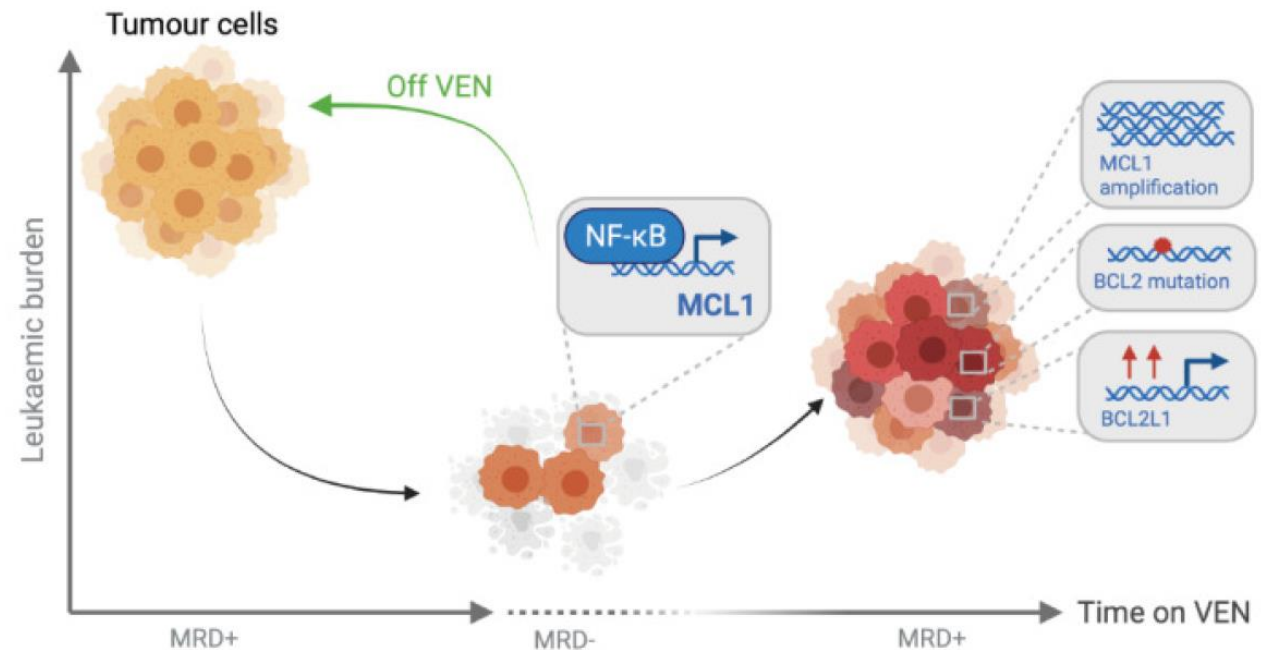 Tumour cells
Off VEN
Leukaemic burden
NF-κB
MCL1
MCL1
amplification
BCL2 mutation
BCL2L1
Time on VEN
MRD+
MRD-
MRD+